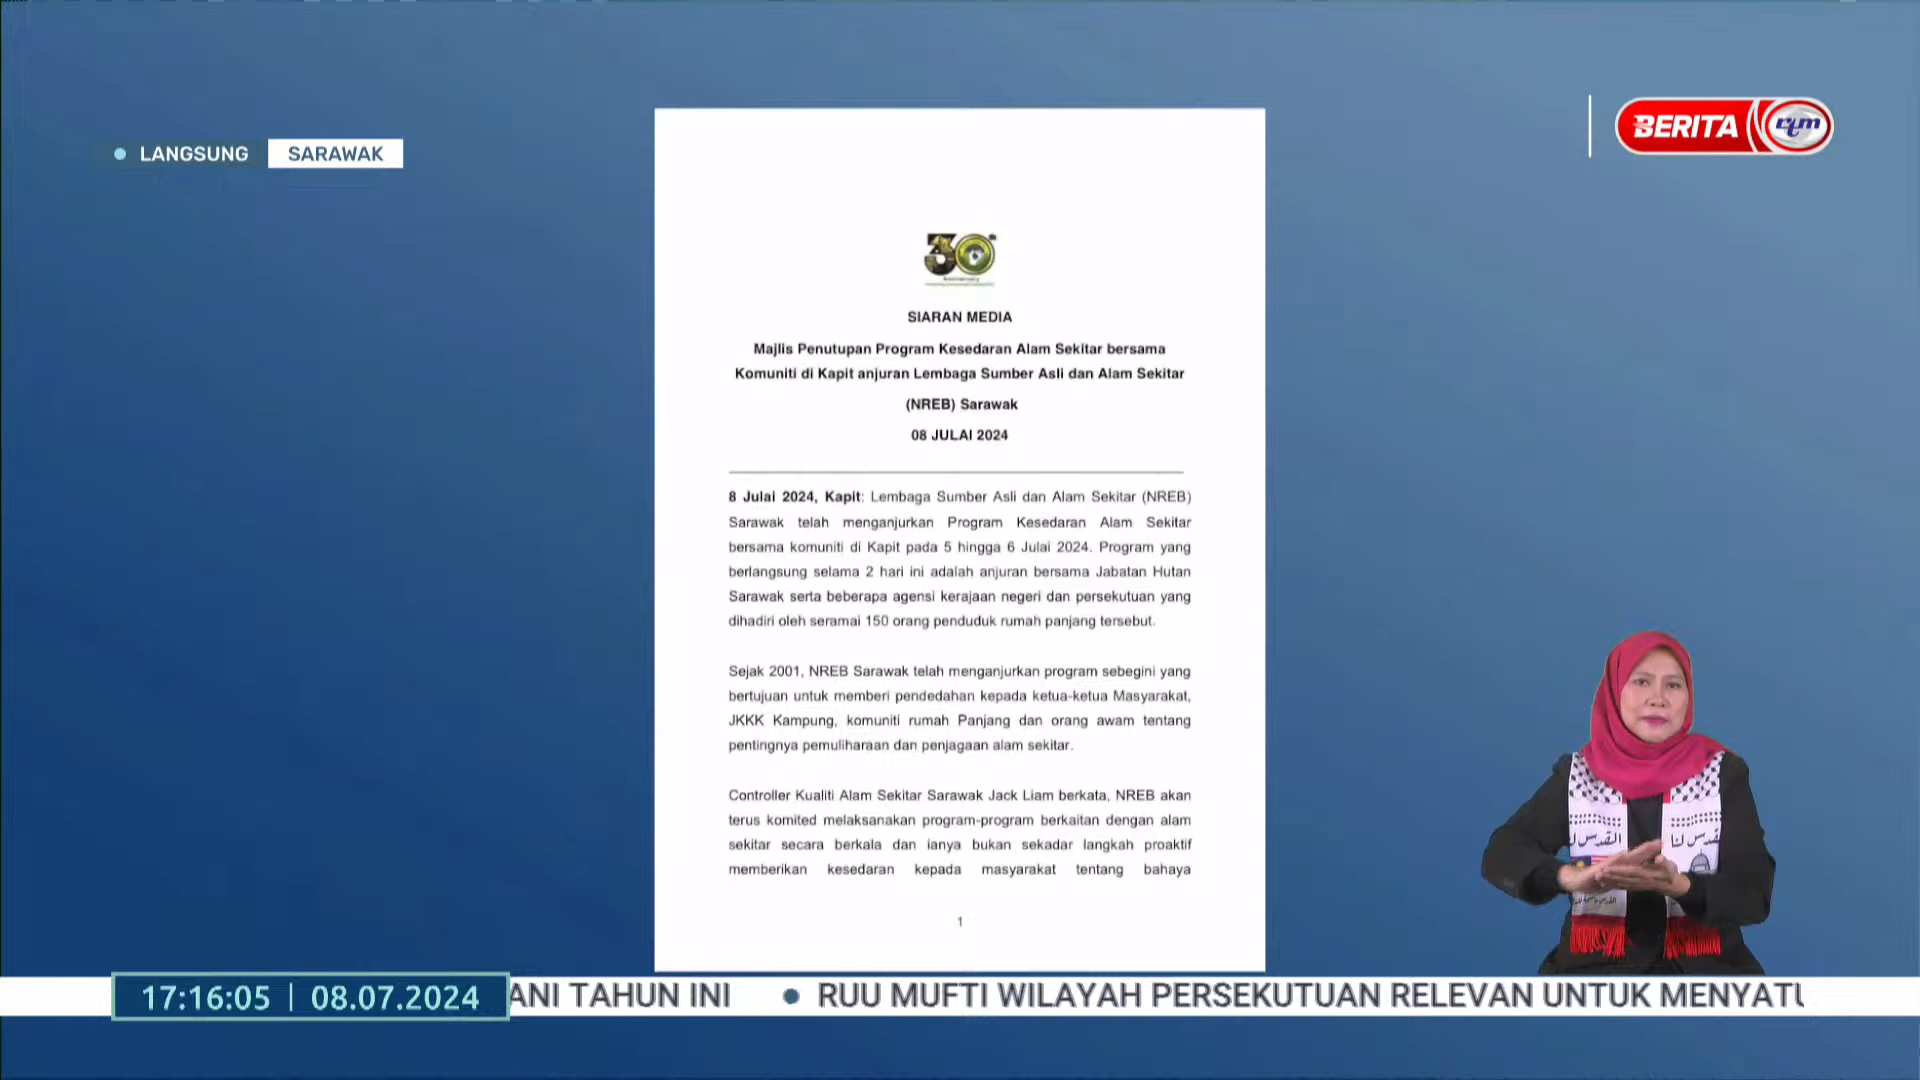 LANGSUNG
SARAWAK
BERITA rtm
30
Anniversary
SIARAN MEDIA
Majlis Penutupan Program Kesedaran Alam Sekitar bersama
Komuniti di Kapit anjuran Lembaga Sumber Asli dan Alam Sekitar
(NREB) Sarawak
08 JULAI 2024
8 Julai 2024, Kapit: Lembaga Sumber Asli dan Alam Sekitar (NREB)
Sarawak telah menganjurkan Program Kesedaran Alam Sekitar
bersama komuniti di Kapit pada 5 hingga 6 Julai 2024. Program yang
berlangsung selama 2 hari ini adalah anjuran bersama Jabatan Hutan
Sarawak serta beberapa agensi kerajaan negeri dan persekutuan yang
dihadiri oleh seramai 150 orang penduduk rumah panjang tersebut.
Sejak 2001, NREB Sarawak telah menganjurkan program sebegini yang
bertujuan untuk memberi pendedahan kepada ketua-ketua Masyarakat,
JKKK Kampung, komuniti rumah Panjang dan orang awam tentang
pentingnya pemuliharaan dan penjagaan alam sekitar.
Controller Kualiti Alam Sekitar Sarawak Jack Liam berkata, NREB akan
terus komited melaksanakan program-program berkaitan dengan alam
sekitar secara berkala dan ianya bukan sekadar langkah proaktif
memberikan kesedaran kepada masyarakat tentang bahaya
1
القدس لنا
القدس لنا
17:16:05 | 08.07.2024
ANI TAHUN INI • RUU MUFTI WILAYAH PERSEKUTUAN RELEVAN UNTUK MENYATU